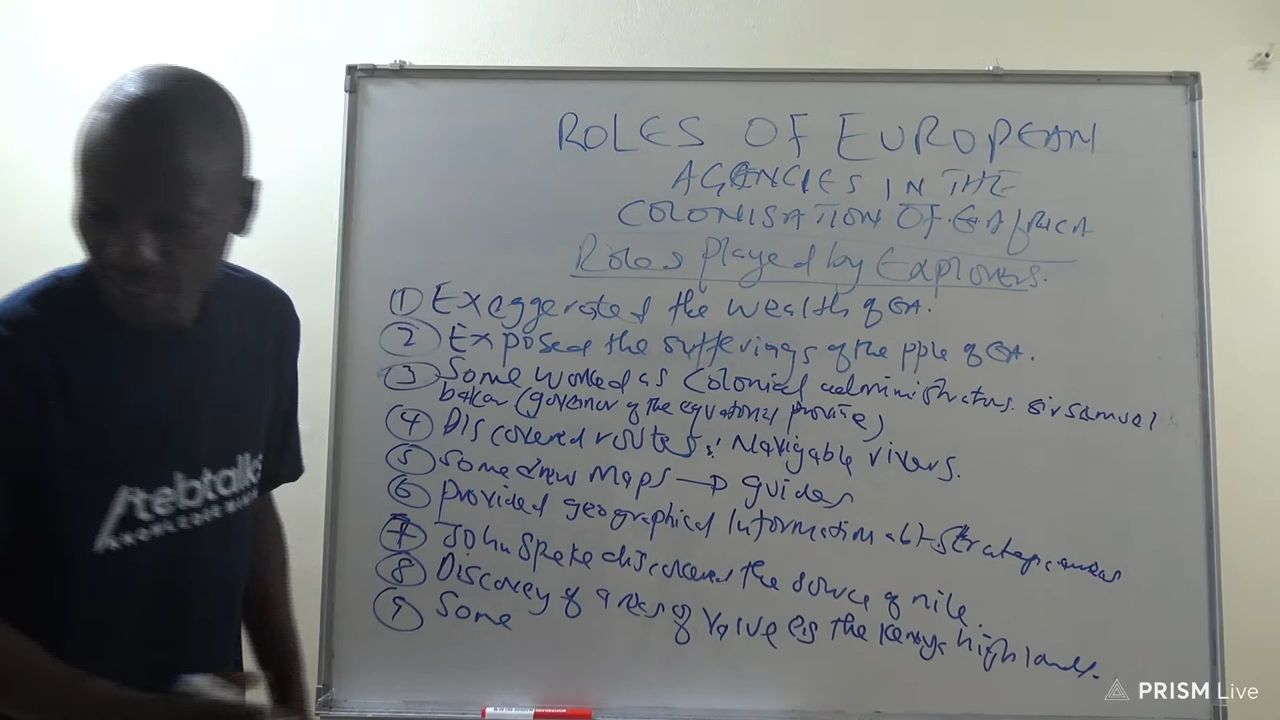 ROLES OF EUROPEAN
AGENCIES IN THE
COLONISATION OF E.AFRICA
Roles played by Explorers.
① Exaggerated the wealth of EA.
② Exposed the sufferings of the pple of EA.
③ Some worked as Colonial administrators. Sir Samuel
baker (governor of the equatorial province)
④ Discovered routes: Navigable rivers.
⑤ Some drew maps → guides
⑥ provided geographical Information abt strategic areas
⑦ John Speke discovered the source of nile.
⑧ Discovery of areas of value eg the Kenya highlands.
⑨ Some
Atebtalks
PRISM Live